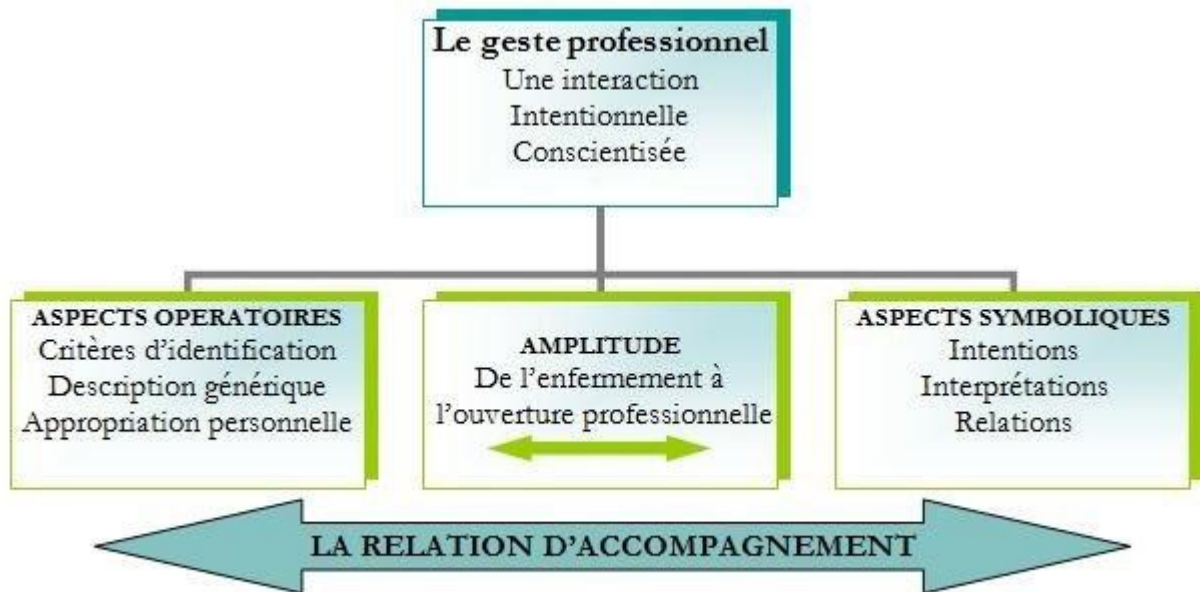 Le geste professionnel
Une interaction
Intentionnelle
Conscientisée
ASPECTS OPERATOIRES
Critères d'identification
Description générique
Appropriation personnelle
AMPLITUDE
De l'enfermement à
l'ouverture professionnelle
ASPECTS SYMBOLIQUES
Intentions
Interprétations
Relations
LA RELATION D'ACCOMPAGNEMENT